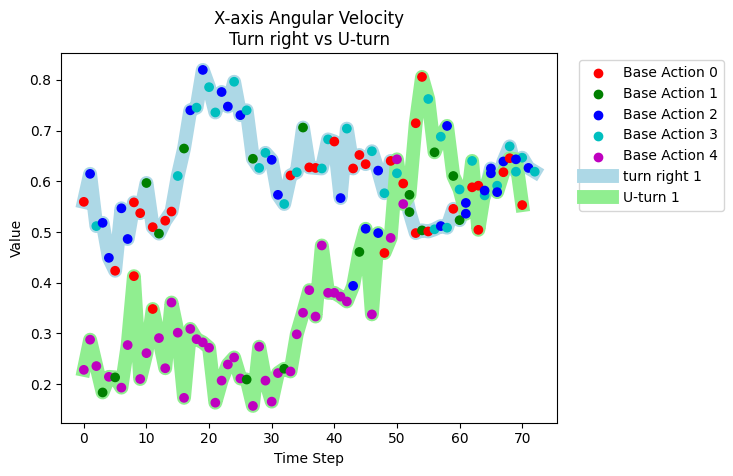 X-axis Angular Velocity
Turn right vs U-turn
Value
0.8
0.7
0.6
0.5
0.4
0.3
0.2
0
10
20
30
40
50
60
70
Time Step
Base Action 0
Base Action 1
Base Action 2
Base Action 3
Base Action 4
turn right 1
U-turn 1